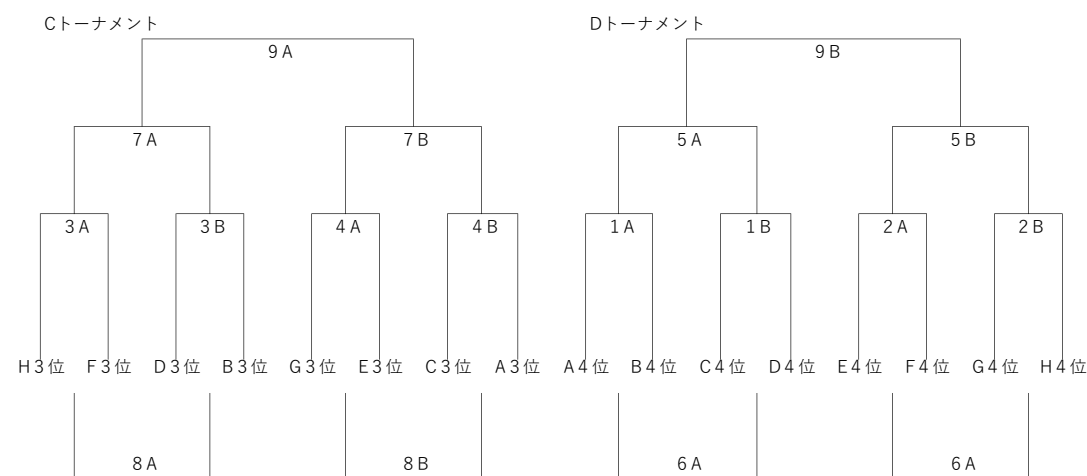 Cトーナメント Dトーナメント
9A 9B
7A 7B 5A 5B
3A 3B 4A 4B 1A 1B 2A 2B
H3位 F3位 D3位 B3位 G3位 E3位 C3位 A3位 A4位 B4位 C4位 D4位 E4位 F4位 G4位 H4位
8A 8B 6A 6A